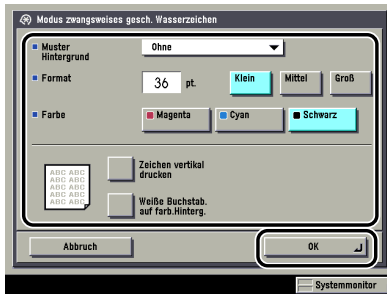 Modus zwangsweises gesch. Wasserzeichen
Muster
Hintergrund
Ohne
Format
36 pt.
Klein
Mittel
Groß
Farbe
Magenta
Cyan
Schwarz
ABC ABC
ABC ABC
ABC ABC
ABC ABC
Zeichen vertikal
drucken
Weiße Buchstab.
auf farb.Hinterg.
Abbruch
OK
Systemmonitor